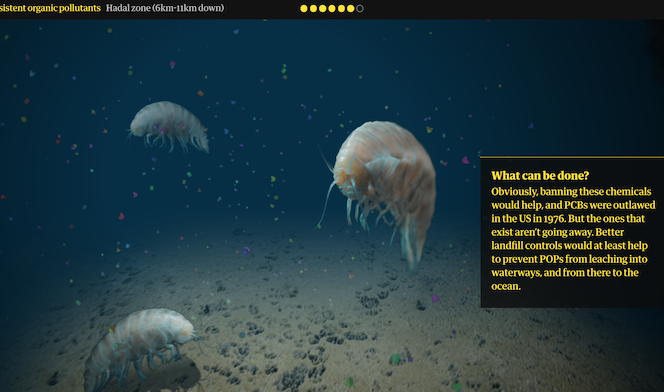 sistent organic pollutants Hadal zone (6km-11km down)
What can be done?
Obviously, banning these chemicals
would help, and PCBs were outlawed
in the US in 1976. But the ones that
exist aren't going away. Better
landfill controls would at least help
to prevent POPs from leaching into
waterways, and from there to the
ocean.